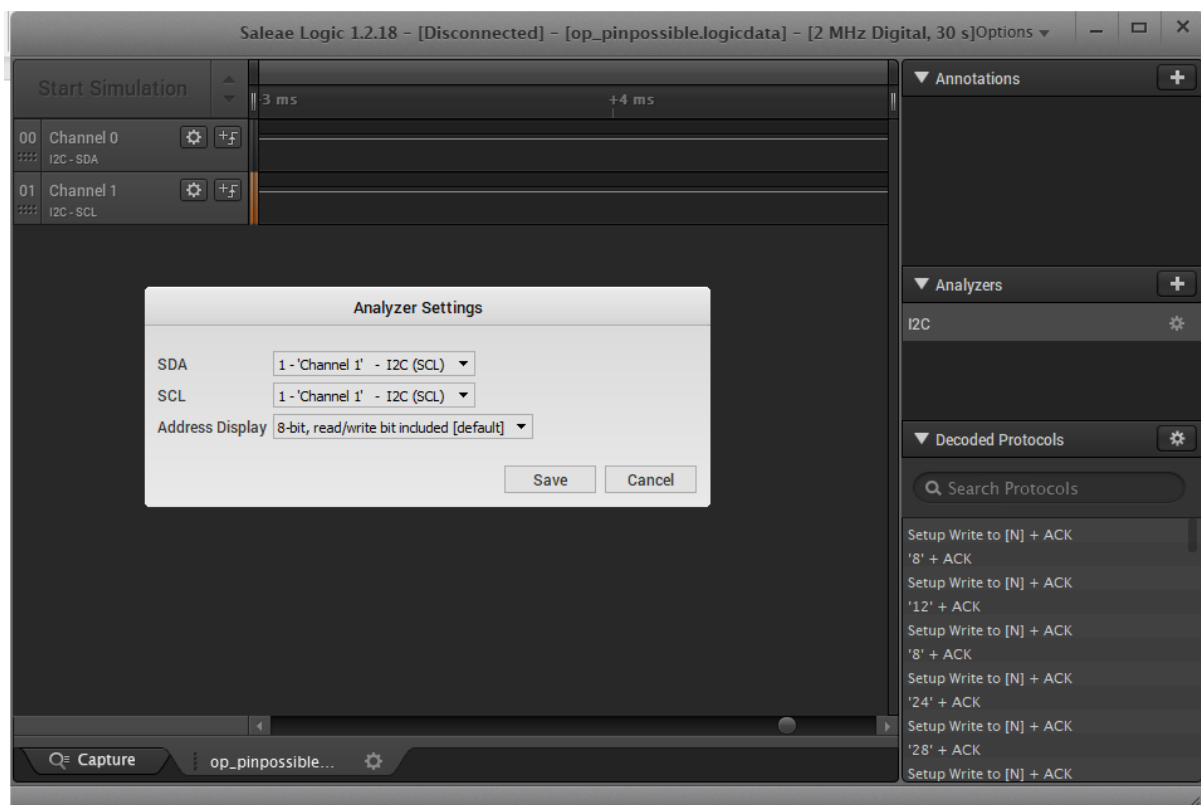 Saleae Logic 1.2.18 - [Disconnected] - [op_pinpossible.logicdata] - [2 MHz Digital, 30 s]
Options
Start Simulation
-3 ms
+4 ms
00 Channel 0
I2C - SDA
01 Channel 1
I2C - SCL
Analyzer Settings
SDA 1 - 'Channel 1' - I2C (SCL)
SCL 1 - 'Channel 1' - I2C (SCL)
Address Display 8-bit, read/write bit included [default]
Save Cancel
Annotations
Analyzers
I2C
Decoded Protocols
Search Protocols
Setup Write to [N] + ACK
'8' + ACK
Setup Write to [N] + ACK
'12' + ACK
Setup Write to [N] + ACK
'8' + ACK
Setup Write to [N] + ACK
'24' + ACK
Setup Write to [N] + ACK
'28' + ACK
Setup Write to [N] + ACK
Capture
op_pinpossible...